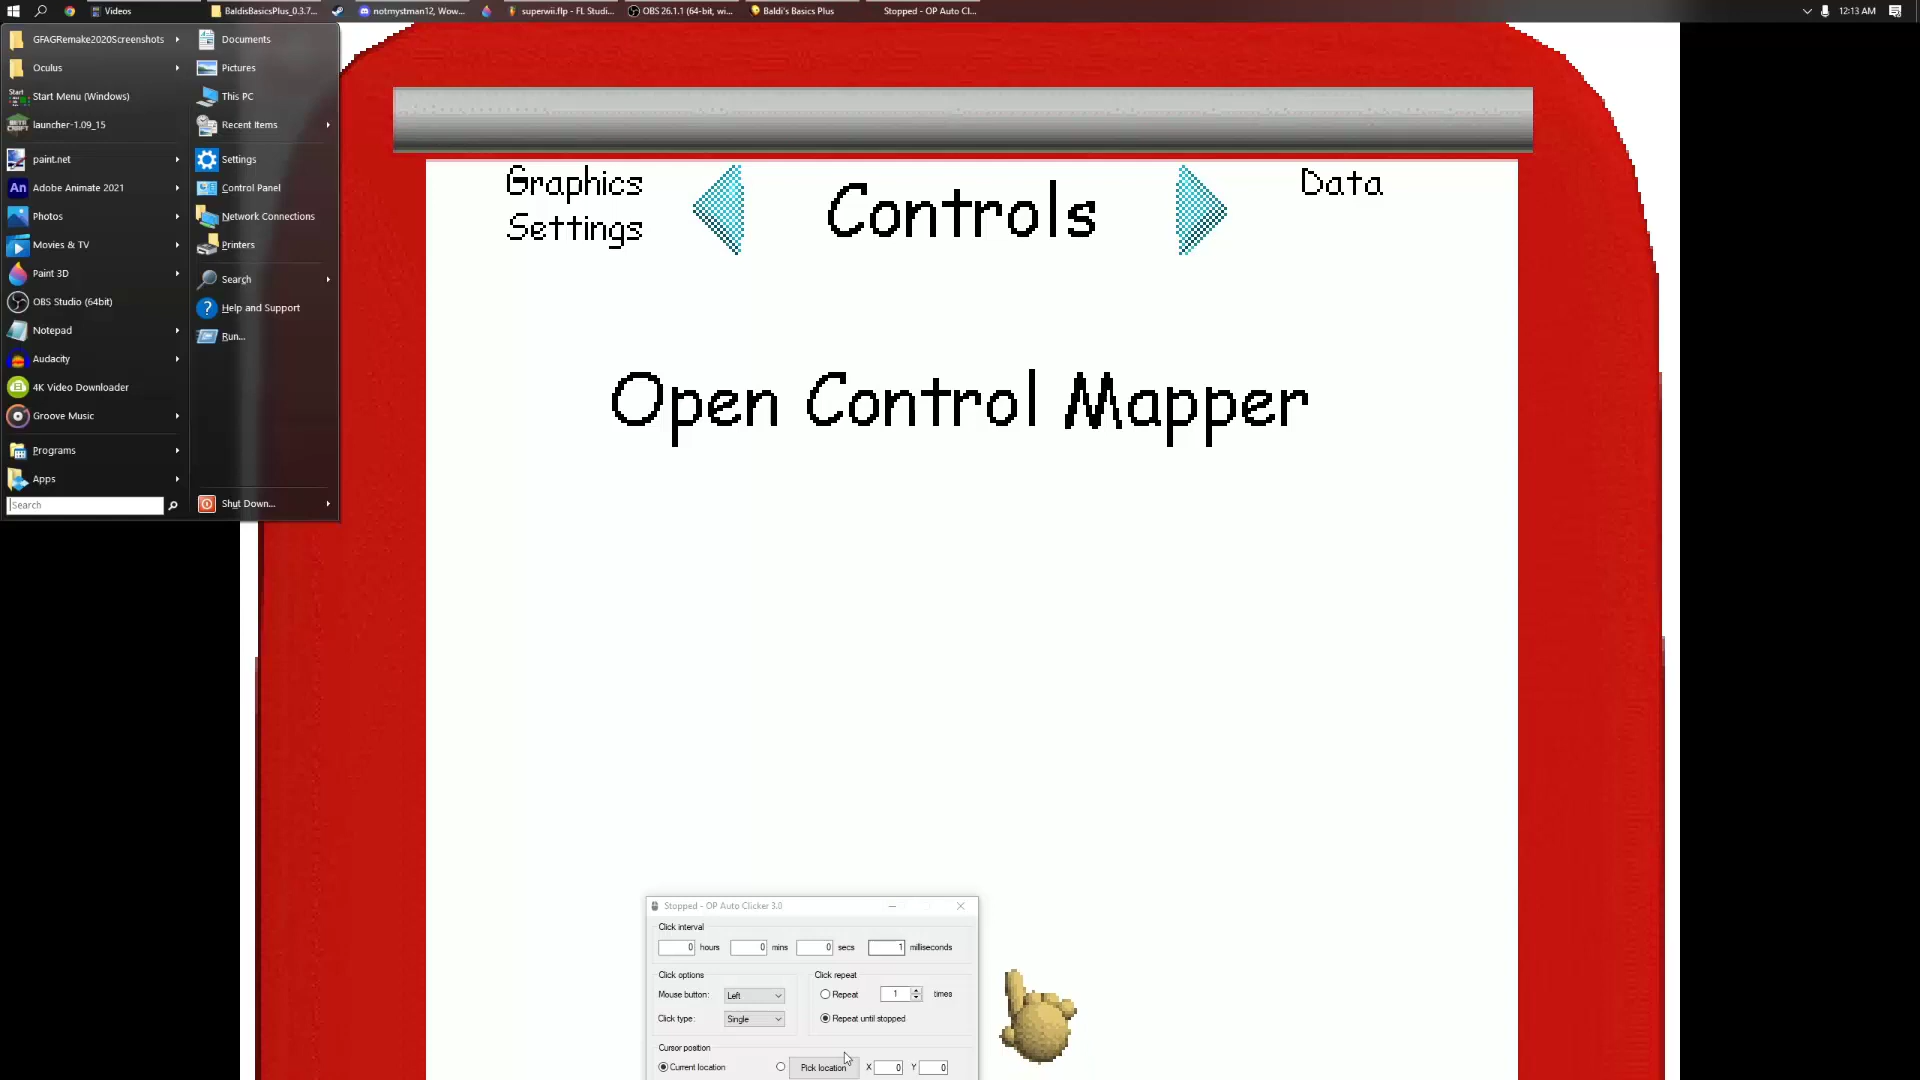 Videos
BaldisBasicsPlus_0.3.7...
notmystman12, Wow...
superwii.flp - FL Studi...
OBS 26.1.1 (64-bit, wi...
Baldi's Basics Plus
Stopped - OP Auto Cl...
12:13 AM
GFAGRemake2020Screenshots
Oculus
Start Menu (Windows)
launcher-1.09_15
paint.net
Adobe Animate 2021
Photos
Movies & TV
Paint 3D
OBS Studio (64bit)
Notepad
Audacity
4K Video Downloader
Groove Music
Programs
Apps
Search
Documents
Pictures
This PC
Recent Items
Settings
Control Panel
Network Connections
Printers
Search
Help and Support
Run...
Shut Down...
Graphics
Settings
Controls
Data
Open Control Mapper
Stopped - OP Auto Clicker 3.0
Click interval
0 hours 0 mins 0 secs 1 milliseconds
Click options
Mouse button: Left
Click type: Single
Click repeat
Repeat 1 times
Repeat until stopped
Cursor position
Current location Pick location X 0 Y 0